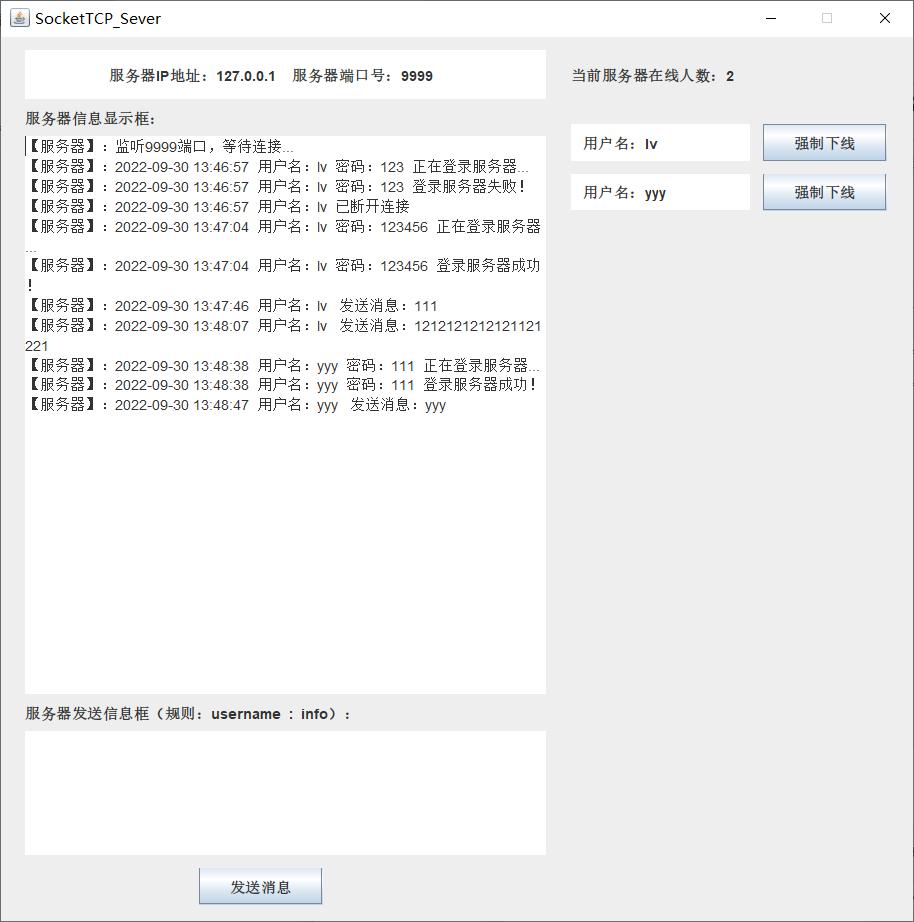 SocketTCP_Sever
服务器IP地址：127.0.0.1 服务器端口号：9999
当前服务器在线人数：2
服务器信息显示框：
【服务器】：监听9999端口，等待连接...
【服务器】：2022-09-30 13:46:57 用户名：lv 密码：123 正在登录服务器...
【服务器】：2022-09-30 13:46:57 用户名：lv 密码：123 登录服务器失败！
【服务器】：2022-09-30 13:46:57 用户名：lv 已断开连接
【服务器】：2022-09-30 13:47:04 用户名：lv 密码：123456 正在登录服务器
...
【服务器】：2022-09-30 13:47:04 用户名：lv 密码：123456 登录服务器成功
！
【服务器】：2022-09-30 13:47:46 用户名：lv 发送消息：111
【服务器】：2022-09-30 13:48:07 用户名：lv 发送消息：1212121212121121
221
【服务器】：2022-09-30 13:48:38 用户名：yyy 密码：111 正在登录服务器...
【服务器】：2022-09-30 13:48:38 用户名：yyy 密码：111 登录服务器成功！
【服务器】：2022-09-30 13:48:47 用户名：yyy 发送消息：yyy
用户名：lv 强制下线
用户名：yyy 强制下线
服务器发送信息框（规则：username : info）：
发送消息